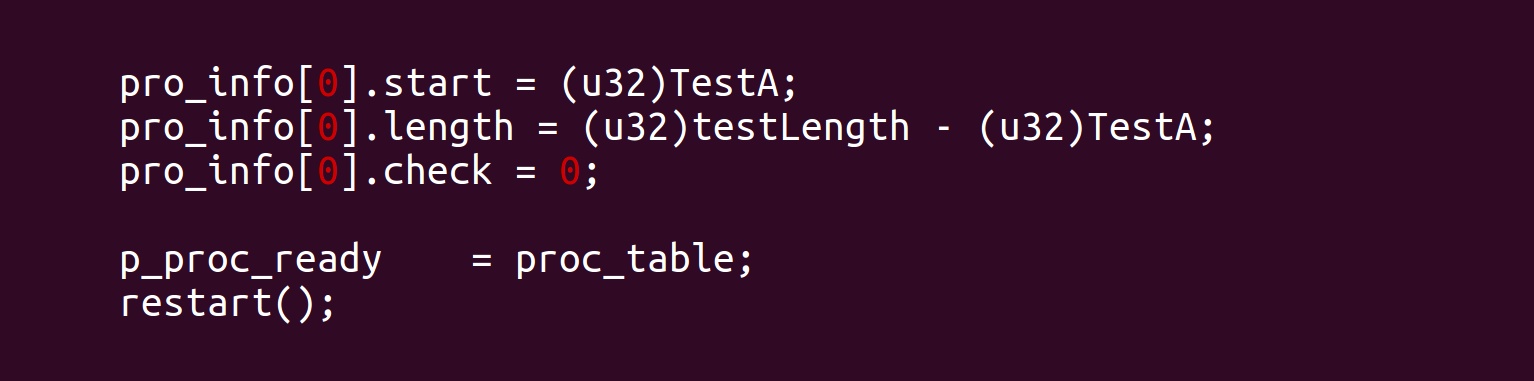 pro_info[0].start = (u32)TestA;
pro_info[0].length = (u32)testLength - (u32)TestA;
pro_info[0].check = 0;
p_proc_ready    = proc_table;
restart();